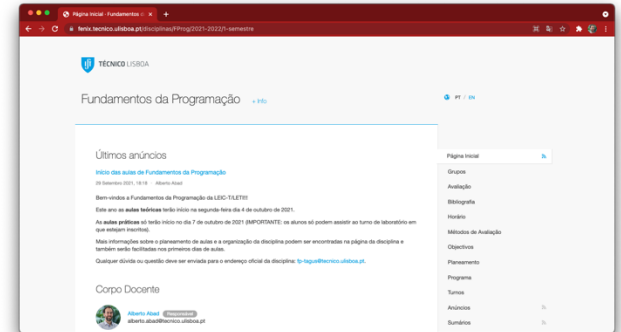 Página Inicial · Fundamentos d
fenix.tecnico.ulisboa.pt/disciplinas/FProg/2021-2022/1-semestre
TÉCNICO LISBOA
Fundamentos da Programação + Info
PT / EN
Últimos anúncios
Início das aulas de Fundamentos da Programação
Alberto Abad
Bem-vindos a Fundamentos da Programação da LEIC-T/LETI!!!
Este ano as aulas teóricas terão início na segunda-feira dia 4 de outubro de 2021.
As aulas práticas só terão início no dia 7 de outubro de 2021 (IMPORTANTE: os alunos só podem assistir ao turno de laboratório em
que estejam inscritos).
Mais informações sobre o planeamento de aulas e a organização da disciplina podem ser encontradas na página da disciplina e
também serão facilitadas nos primeiros dias de aulas.
Qualquer dúvida ou questão deve ser enviada para o endereço oficial da disciplina: fp-tagus@tecnico.ulisboa.pt.
Corpo Docente
Alberto Abad Responsável
alberto.abad@tecnico.ulisboa.pt
Página Inicial
Grupos
Avaliação
Bibliografia
Horário
Métodos de Avaliação
Objectivos
Planeamento
Programa
Turnos
Anúncios
Sumários